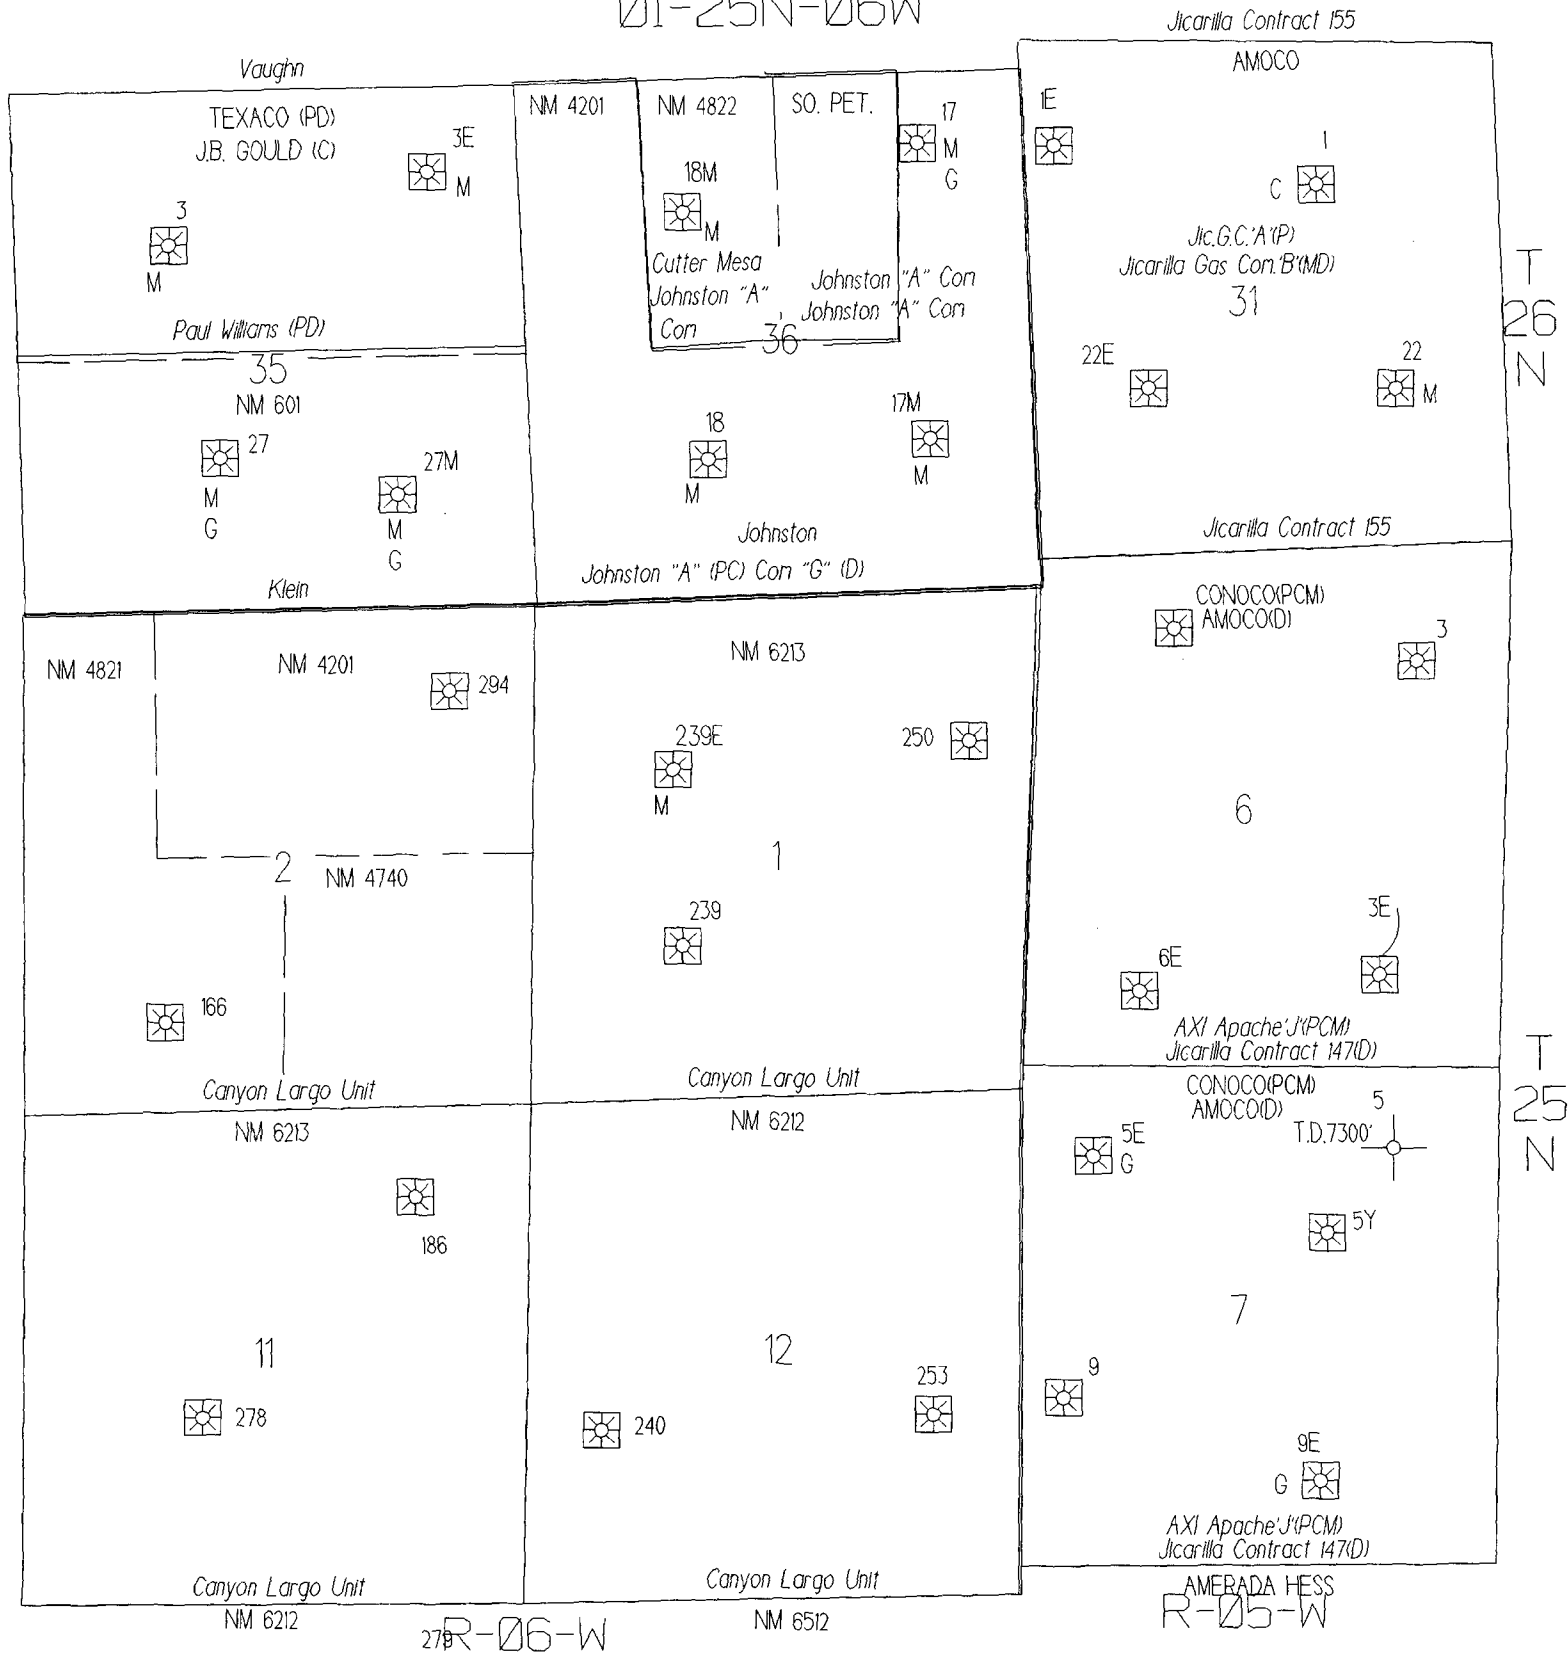 01-25N-06W
Jicarilla Contract 155
Vaughn
AMOCO
TEXACO (PD)
J.B. GOULD (C)
3E
M
3
M
Paul Williams (PD)
NM 4201
NM 4822
SO. PET.
17
M
G
18M
M
Cutter Mesa
Johnston "A"
Com
Johnston "A" Com
Johnston "A" Com
36
1E
1
C
Jic.G.C.'A'(P)
Jicarilla Gas Com.'B'(MD)
31
T
26
N
22E
22
M
35
NM 601
27
M
G
27M
M
G
Klein
18
M
17M
M
Johnston
Johnston "A" (PC) Com "G" (D)
Jicarilla Contract 155
NM 4821
NM 4201
294
NM 6213
239E
M
250
CONOCO(PCM)
AMOCO(D)
3
6
1
2
NM 4740
239
3E
6E
166
AXI Apache'J'(PCM)
Jicarilla Contract 147(D)
T
25
N
Canyon Largo Unit
Canyon Largo Unit
NM 6213
NM 6212
CONOCO(PCM)
AMOCO(D)
5
T.D.7300'
5E
G
5Y
186
7
11
12
278
240
253
9
9E
G
AXI Apache'J'(PCM)
Jicarilla Contract 147(D)
Canyon Largo Unit
Canyon Largo Unit
AMERADA HESS
NM 6212
NM 6512
R-06-W
R-05-W